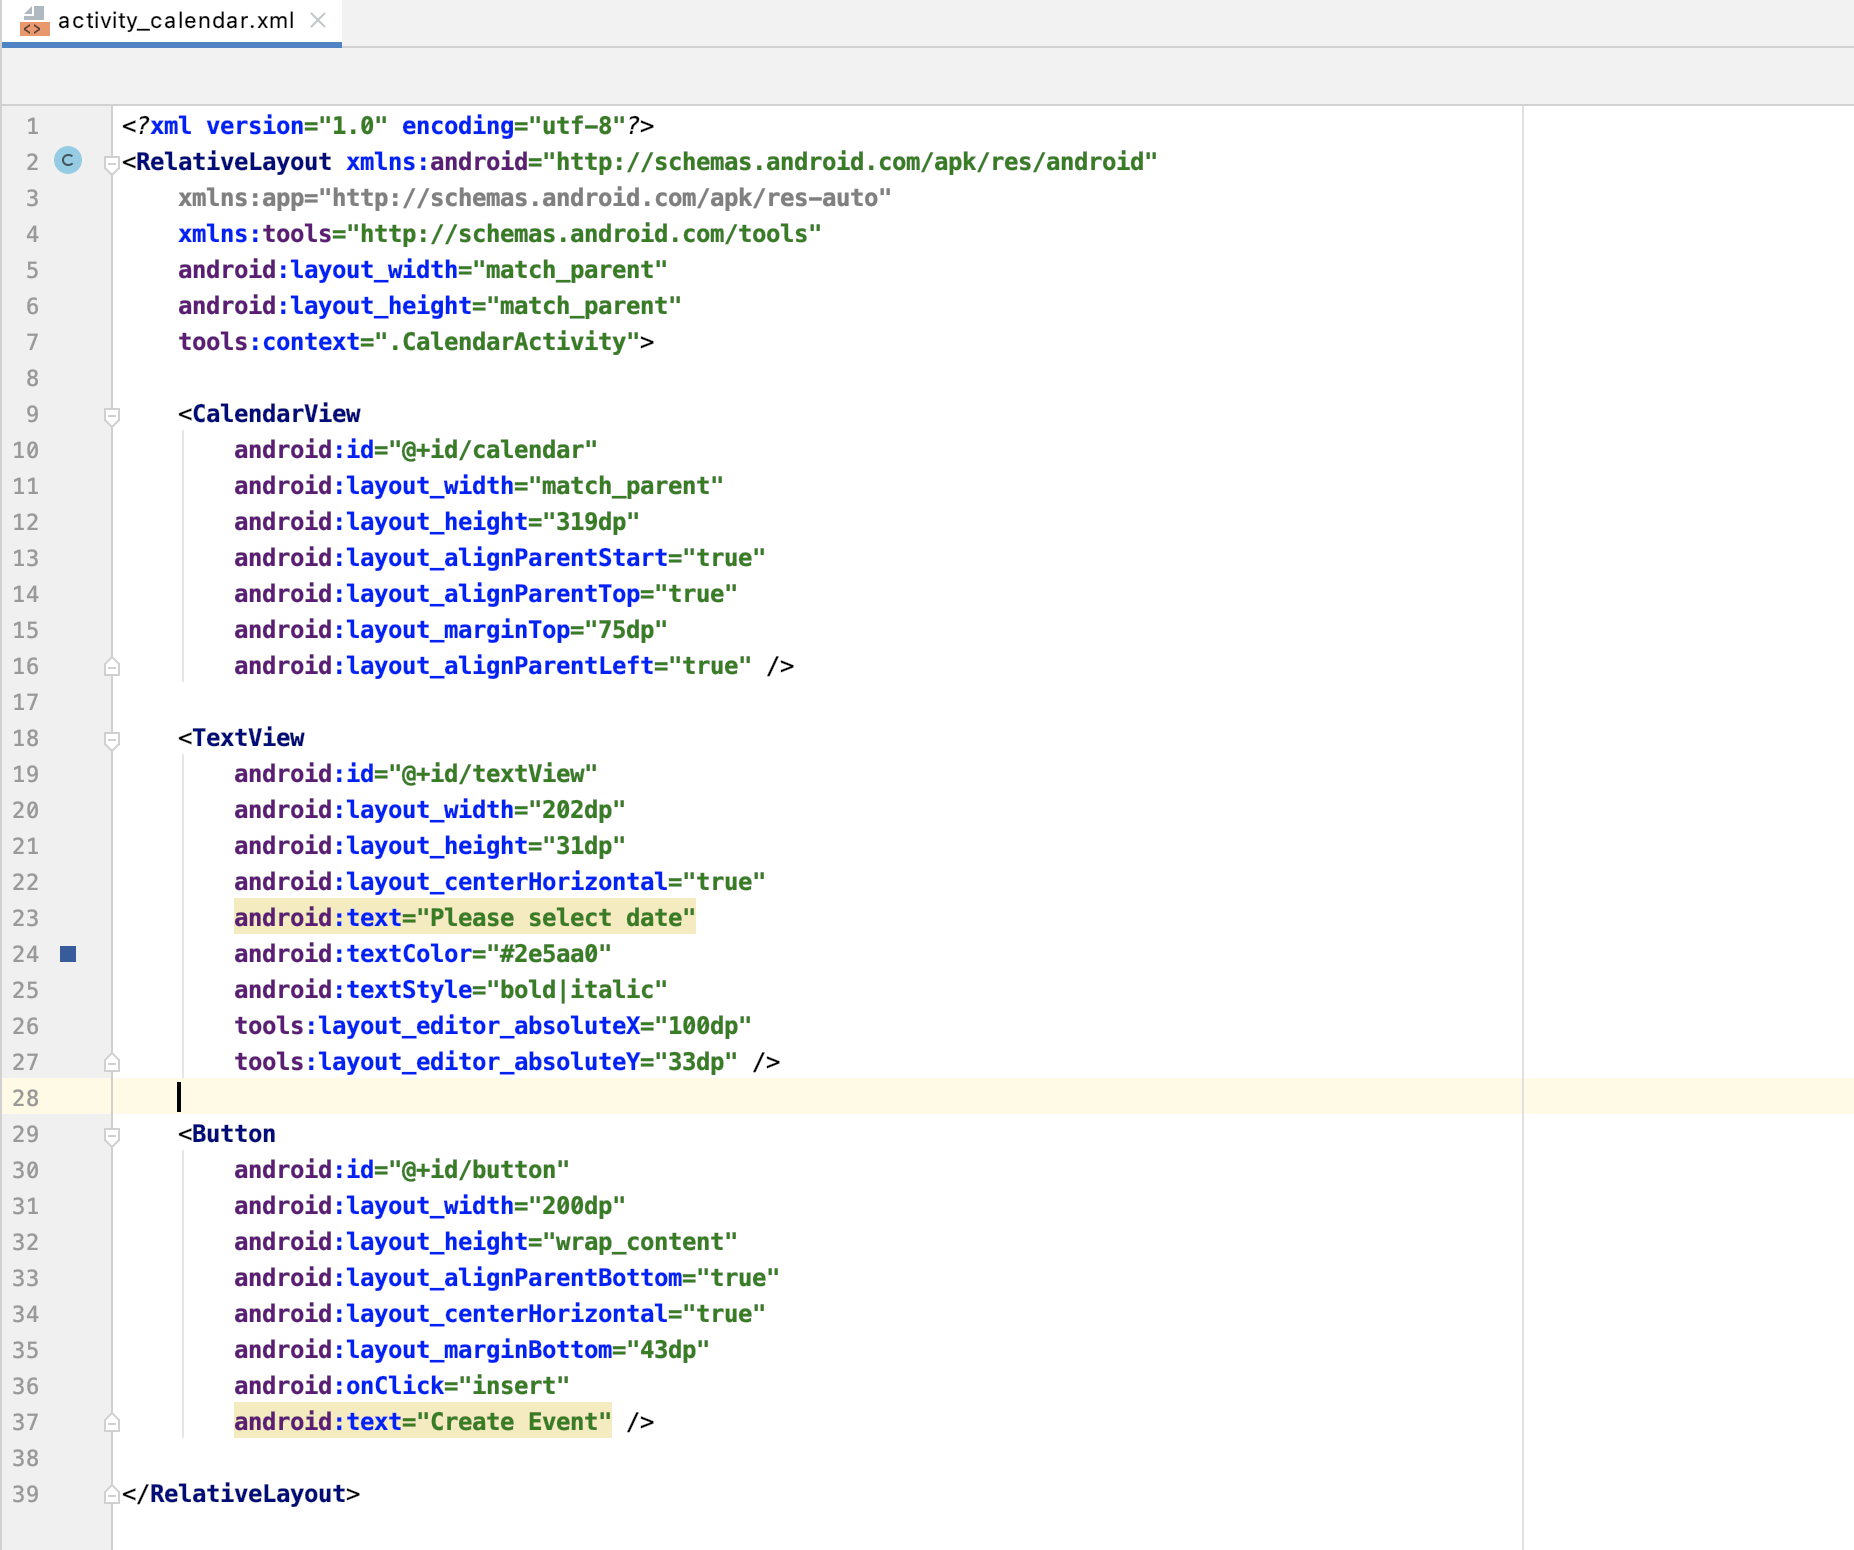 activity_calendar.xml
1 <?xml version="1.0" encoding="utf-8"?>
2 C <RelativeLayout xmlns:android="http://schemas.android.com/apk/res/android"
3     xmlns:app="http://schemas.android.com/apk/res-auto"
4     xmlns:tools="http://schemas.android.com/tools"
5     android:layout_width="match_parent"
6     android:layout_height="match_parent"
7     tools:context=".CalendarActivity">
8
9     <CalendarView
10         android:id="@+id/calendar"
11         android:layout_width="match_parent"
12         android:layout_height="319dp"
13         android:layout_alignParentStart="true"
14         android:layout_alignParentTop="true"
15         android:layout_marginTop="75dp"
16         android:layout_alignParentLeft="true" />
17
18     <TextView
19         android:id="@+id/textView"
20         android:layout_width="202dp"
21         android:layout_height="31dp"
22         android:layout_centerHorizontal="true"
23         android:text="Please select date"
24         android:textColor="#2e5aa0"
25         android:textStyle="bold|italic"
26         tools:layout_editor_absoluteX="100dp"
27         tools:layout_editor_absoluteY="33dp" />
28
29     <Button
30         android:id="@+id/button"
31         android:layout_width="200dp"
32         android:layout_height="wrap_content"
33         android:layout_alignParentBottom="true"
34         android:layout_centerHorizontal="true"
35         android:layout_marginBottom="43dp"
36         android:onClick="insert"
37         android:text="Create Event" />
38
39 </RelativeLayout>